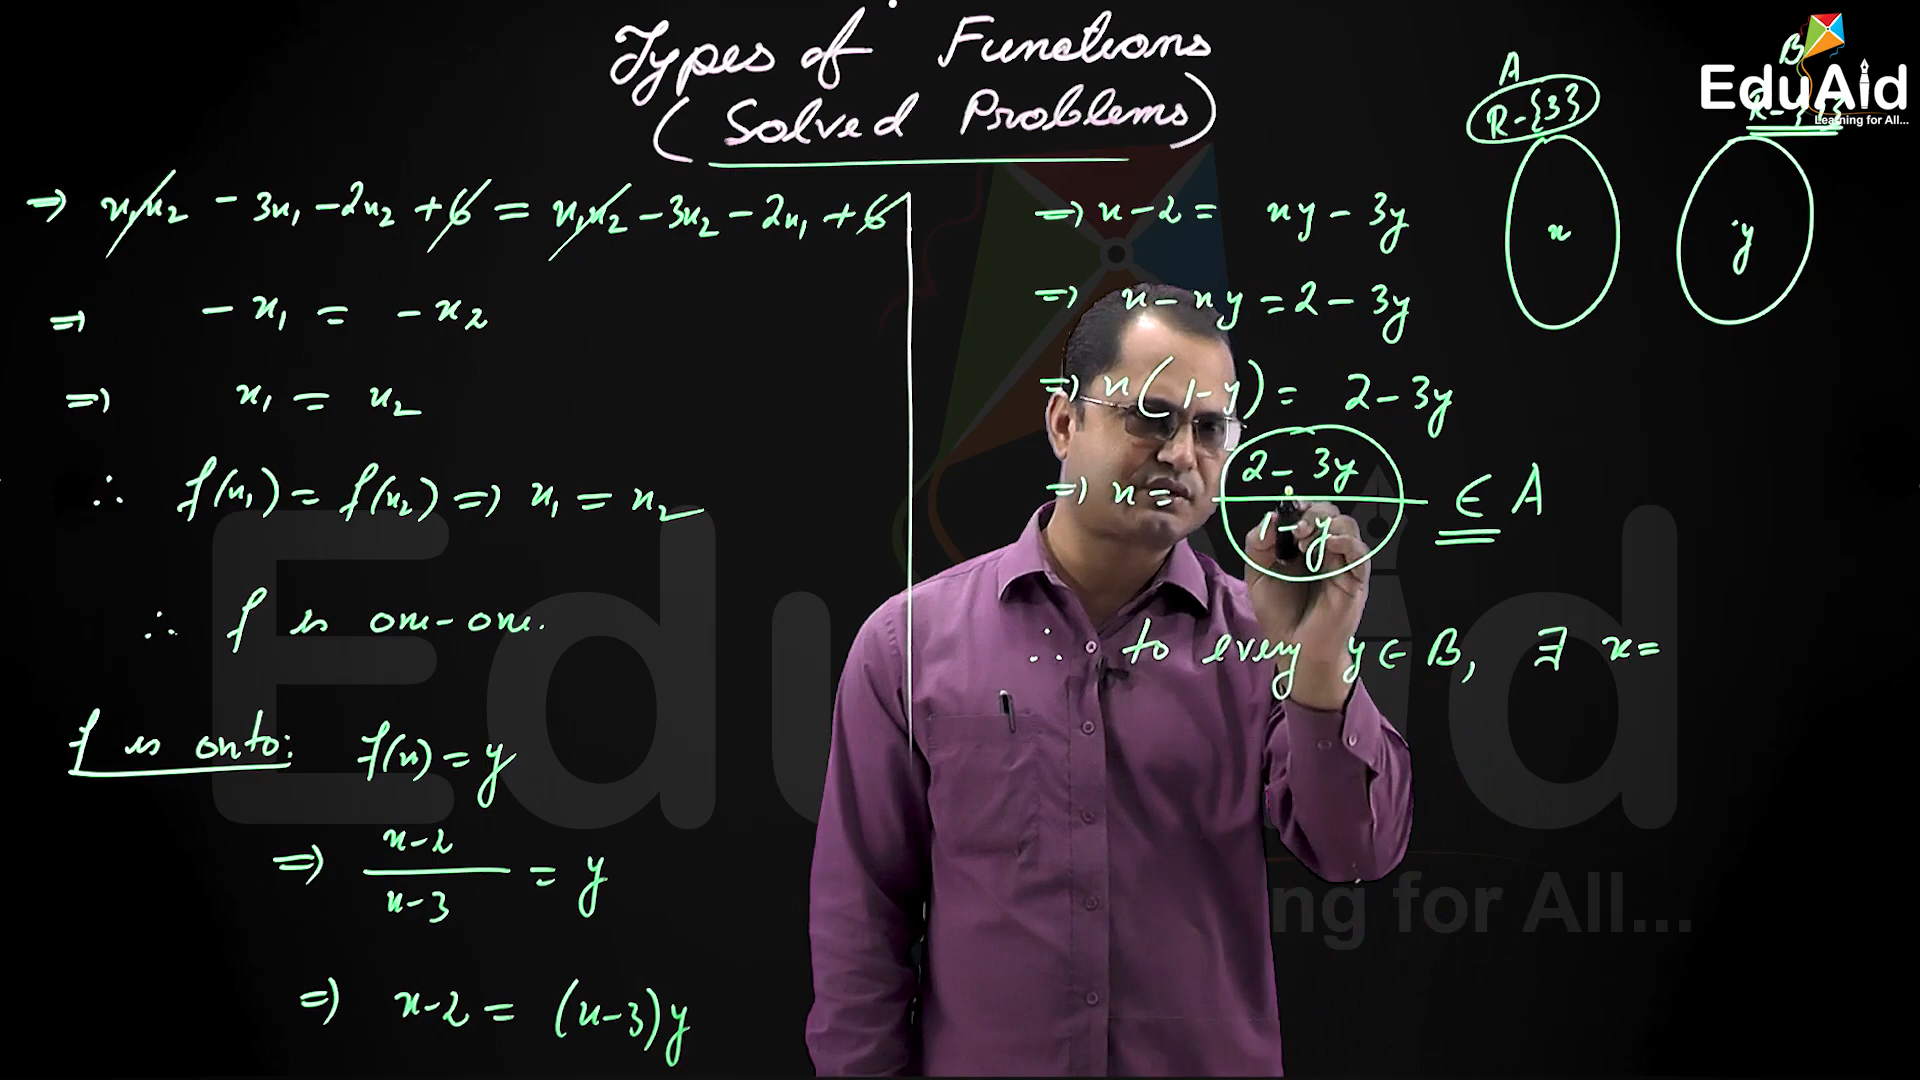 Types of Functions
(Solved Problems)
A
R-{3}
x
B
y
EduAid
Learning for All...
⇒ x₁x₂ - 3x₁ - 2x₂ + 6 = x₁x₂ - 3x₂ - 2x₁ + 6
⇒ -x₁ = -x₂
⇒ x₁ = x₂
∴ f(x₁) = f(x₂) ⇒ x₁ = x₂
∴ f is one-one.
f is onto: f(x) = y
⇒ (x-2)/(x-3) = y
⇒ x-2 = (x-3)y
⇒ x-2 = xy - 3y
⇒ x - xy = 2 - 3y
⇒ x(1-y) = 2 - 3y
⇒ x = (2-3y)/(1-y) ∈ A
∴ to every y ∈ B, ∃ x =